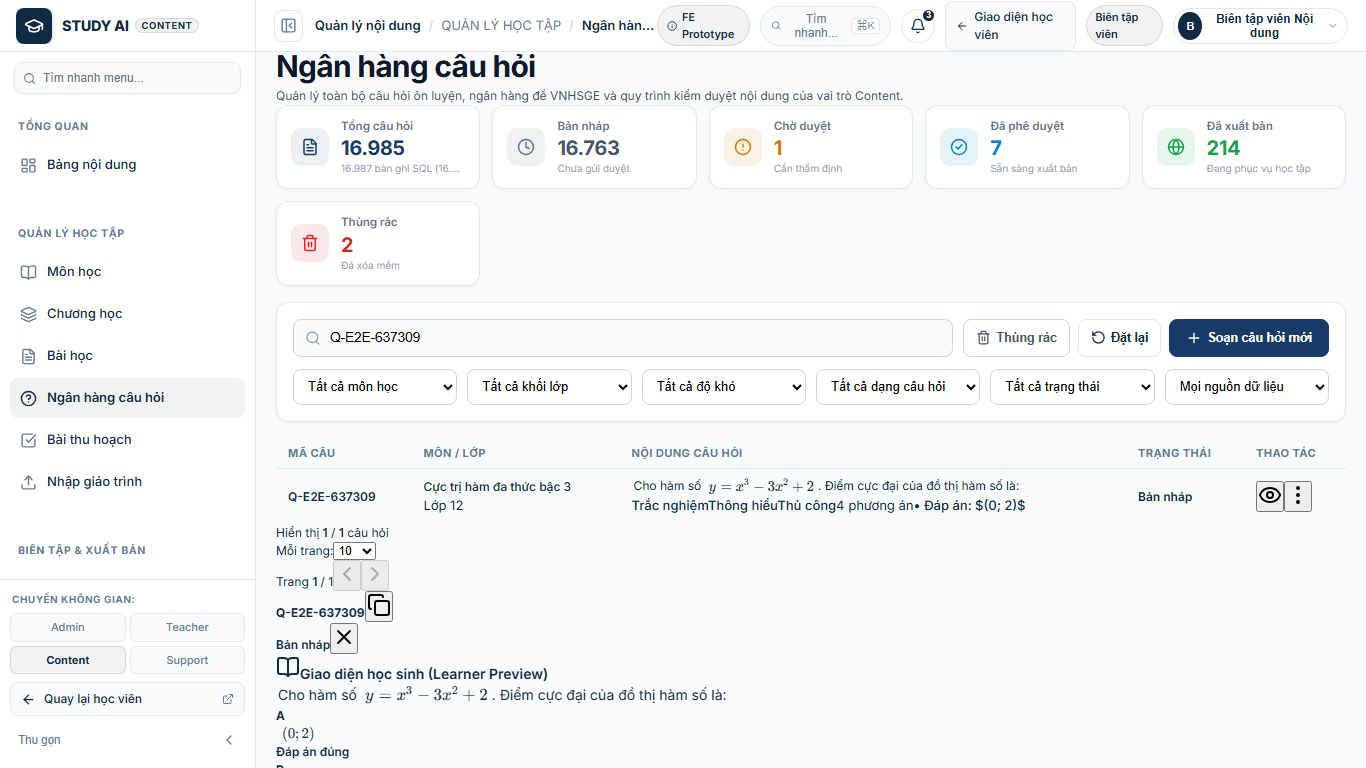 STUDY AI CONTENT
Tìm nhanh menu...
TỔNG QUAN
Bảng nội dung
QUẢN LÝ HỌC TẬP
Môn học
Chương học
Bài học
Ngân hàng câu hỏi
Bài thu hoạch
Nhập giáo trình
BIÊN TẬP & XUẤT BẢN
CHUYỂN KHÔNG GIAN:
Admin Teacher
Content Support
Quay lại học viên
Thu gọn
Quản lý nội dung / QUẢN LÝ HỌC TẬP / Ngân hàn...
FE Prototype
Tìm nhanh... ⌘K
3
Giao diện học viên
Biên tập viên
B Biên tập viên Nội dung
Ngân hàng câu hỏi
Quản lý toàn bộ câu hỏi ôn luyện, ngân hàng đề VNHSGE và quy trình kiểm duyệt nội dung của vai trò Content.
Tổng câu hỏi
16.985
16.987 bản ghi SQL (16....
Bản nháp
16.763
Chưa gửi duyệt
Chờ duyệt
1
Cần thẩm định
Đã phê duyệt
7
Sẵn sàng xuất bản
Đã xuất bản
214
Đang phục vụ học tập
Thùng rác
2
Đã xóa mềm
Q-E2E-637309
Thùng rác
Đặt lại
+ Soạn câu hỏi mới
Tất cả môn học
Tất cả khối lớp
Tất cả độ khó
Tất cả dạng câu hỏi
Tất cả trạng thái
Mọi nguồn dữ liệu
MÃ CÂU MÔN / LỚP NỘI DUNG CÂU HỎI TRẠNG THÁI THAO TÁC
Q-E2E-637309
Cực trị hàm đa thức bậc 3
Lớp 12
Cho hàm số y = x³ − 3x² + 2 . Điểm cực đại của đồ thị hàm số là:
Trắc nghiệmThông hiểuThủ công4 phương án• Đáp án: $(0; 2)$
Bản nháp
Hiển thị 1 / 1 câu hỏi
Mỗi trang: 10
Trang 1 / 1
Q-E2E-637309
Bản nháp
Giao diện học sinh (Learner Preview)
Cho hàm số y = x³ − 3x² + 2 . Điểm cực đại của đồ thị hàm số là:
A
(0; 2)
Đáp án đúng